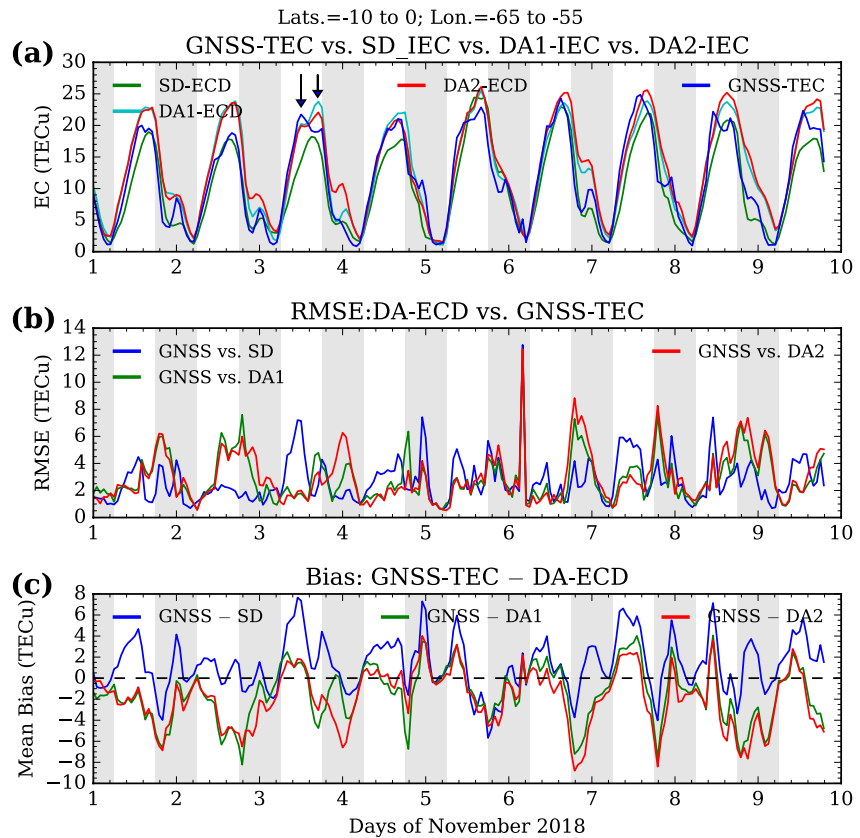 Lats.=-10 to 0; Lon.=-65 to -55
(a)
GNSS-TEC vs. SD_IEC vs. DA1-IEC vs. DA2-IEC
SD-ECD
DA2-ECD
GNSS-TEC
DA1-ECD
EC (TECu)
30
25
20
15
10
5
0
1 2 3 4 5 6 7 8 9 10
(b)
RMSE:DA-ECD vs. GNSS-TEC
GNSS vs. SD
GNSS vs. DA2
GNSS vs. DA1
RMSE (TECu)
14
12
10
8
6
4
2
0
1 2 3 4 5 6 7 8 9 10
(c)
Bias: GNSS-TEC − DA-ECD
GNSS − SD
GNSS − DA1
GNSS − DA2
Mean Bias (TECu)
8
6
4
2
0
−2
−4
−6
−8
−10
1 2 3 4 5 6 7 8 9 10
Days of November 2018